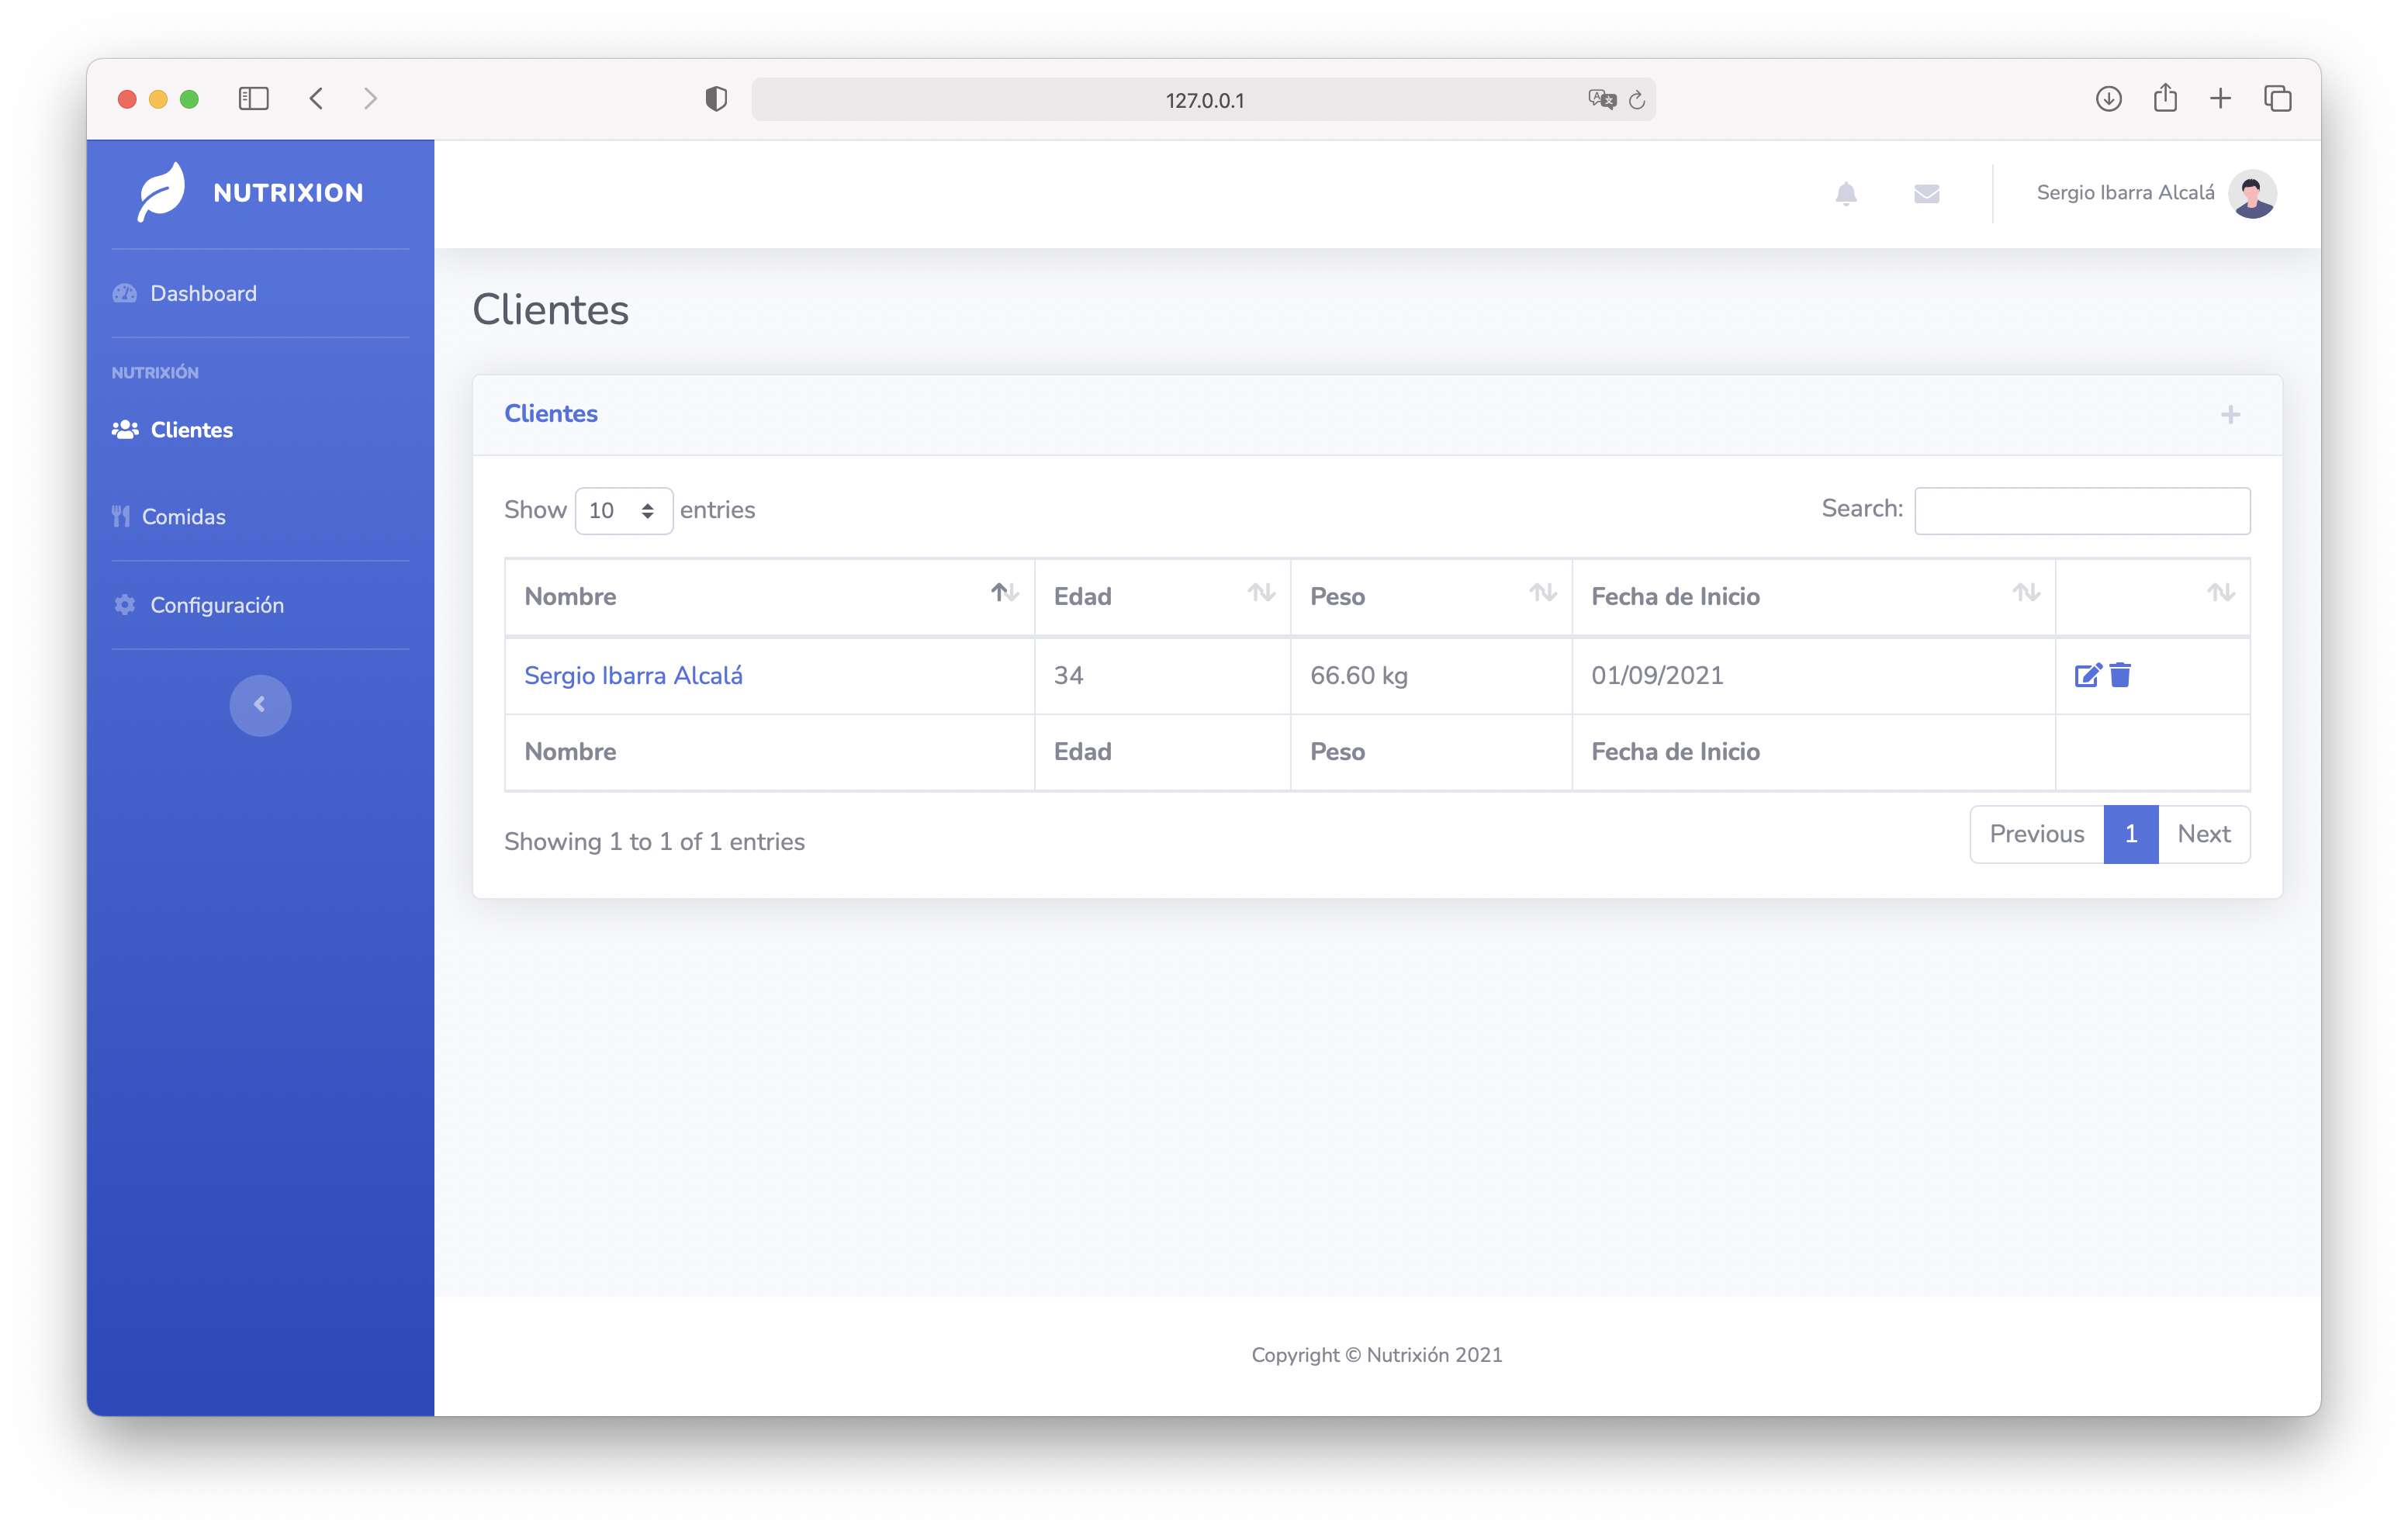 127.0.0.1
NUTRIXION
Sergio Ibarra Alcalá
Dashboard
NUTRIXIÓN
Clientes
Comidas
Configuración
Clientes
Clientes
Show 10 entries
Search:
Nombre Edad Peso Fecha de Inicio
Sergio Ibarra Alcalá 34 66.60 kg 01/09/2021
Nombre Edad Peso Fecha de Inicio
Showing 1 to 1 of 1 entries
Previous 1 Next
Copyright © Nutrixión 2021